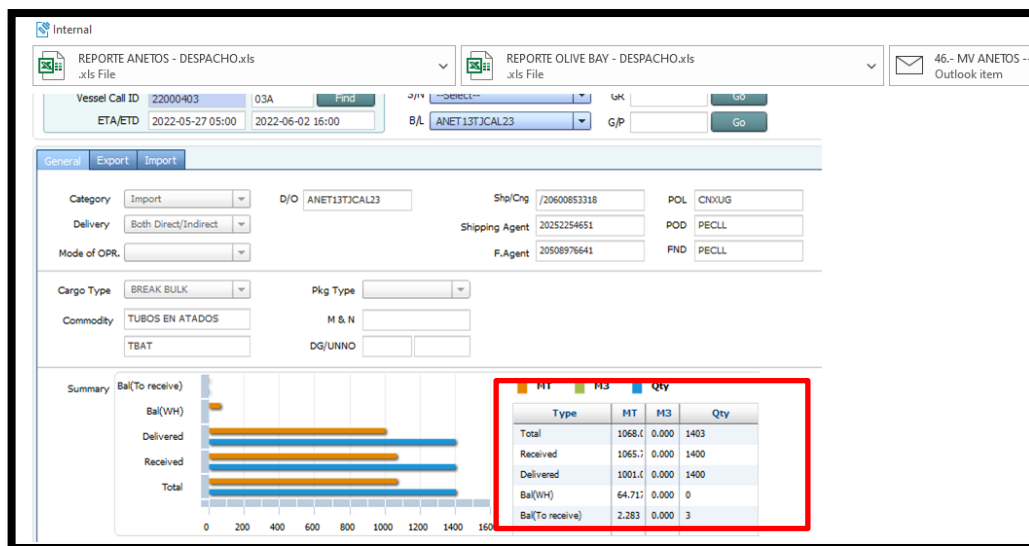 Internal
REPORTE ANETOS - DESPACHO.xls
.xls File
REPORTE OLIVE BAY - DESPACHO.xls
.xls File
46.- MV ANETOS --
Outlook item
Vessel Call ID 22000403 03A Find S/N --Select-- GR Go
ETA/ETD 2022-05-27 05:00 2022-06-02 16:00 B/L ANET13TJCAL23 G/P Go
General Export Import
Category Import D/O ANET13TJCAL23 Shp/Cng /20600853318 POL CNXUG
Delivery Both Direct/Indirect Shipping Agent 20252254651 POD PECLL
Mode of OPR. F.Agent 20508976641 FND PECLL
Cargo Type BREAK BULK Pkg Type
Commodity TUBOS EN ATADOS M & N
TBAT DG/UNNO
Summary
Bal(To receive)
Bal(WH)
Delivered
Received
Total
0 200 400 600 800 1000 1200 1400 160
MT M3 Qty
Type MT M3 Qty
Total 1068.( 0.000 1403
Received 1065.7 0.000 1400
Delivered 1001.( 0.000 1400
Bal(WH) 64.717 0.000 0
Bal(To receive) 2.283 0.000 3